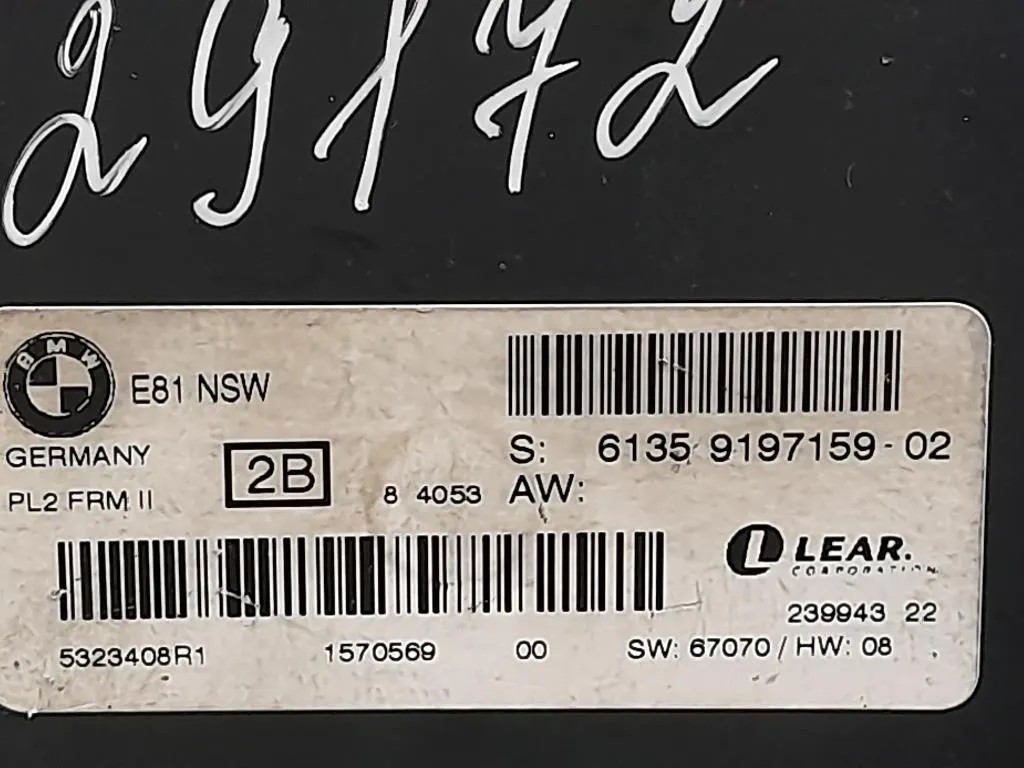 29172
BMW
E81 NSW
GERMANY
2B
PL2 FRM II
8 4053
S: 6135 9197159-02
AW:
LEAR.
CORPORATION
239943 22
5323408R1 1570569 00 SW: 67070 / HW: 08